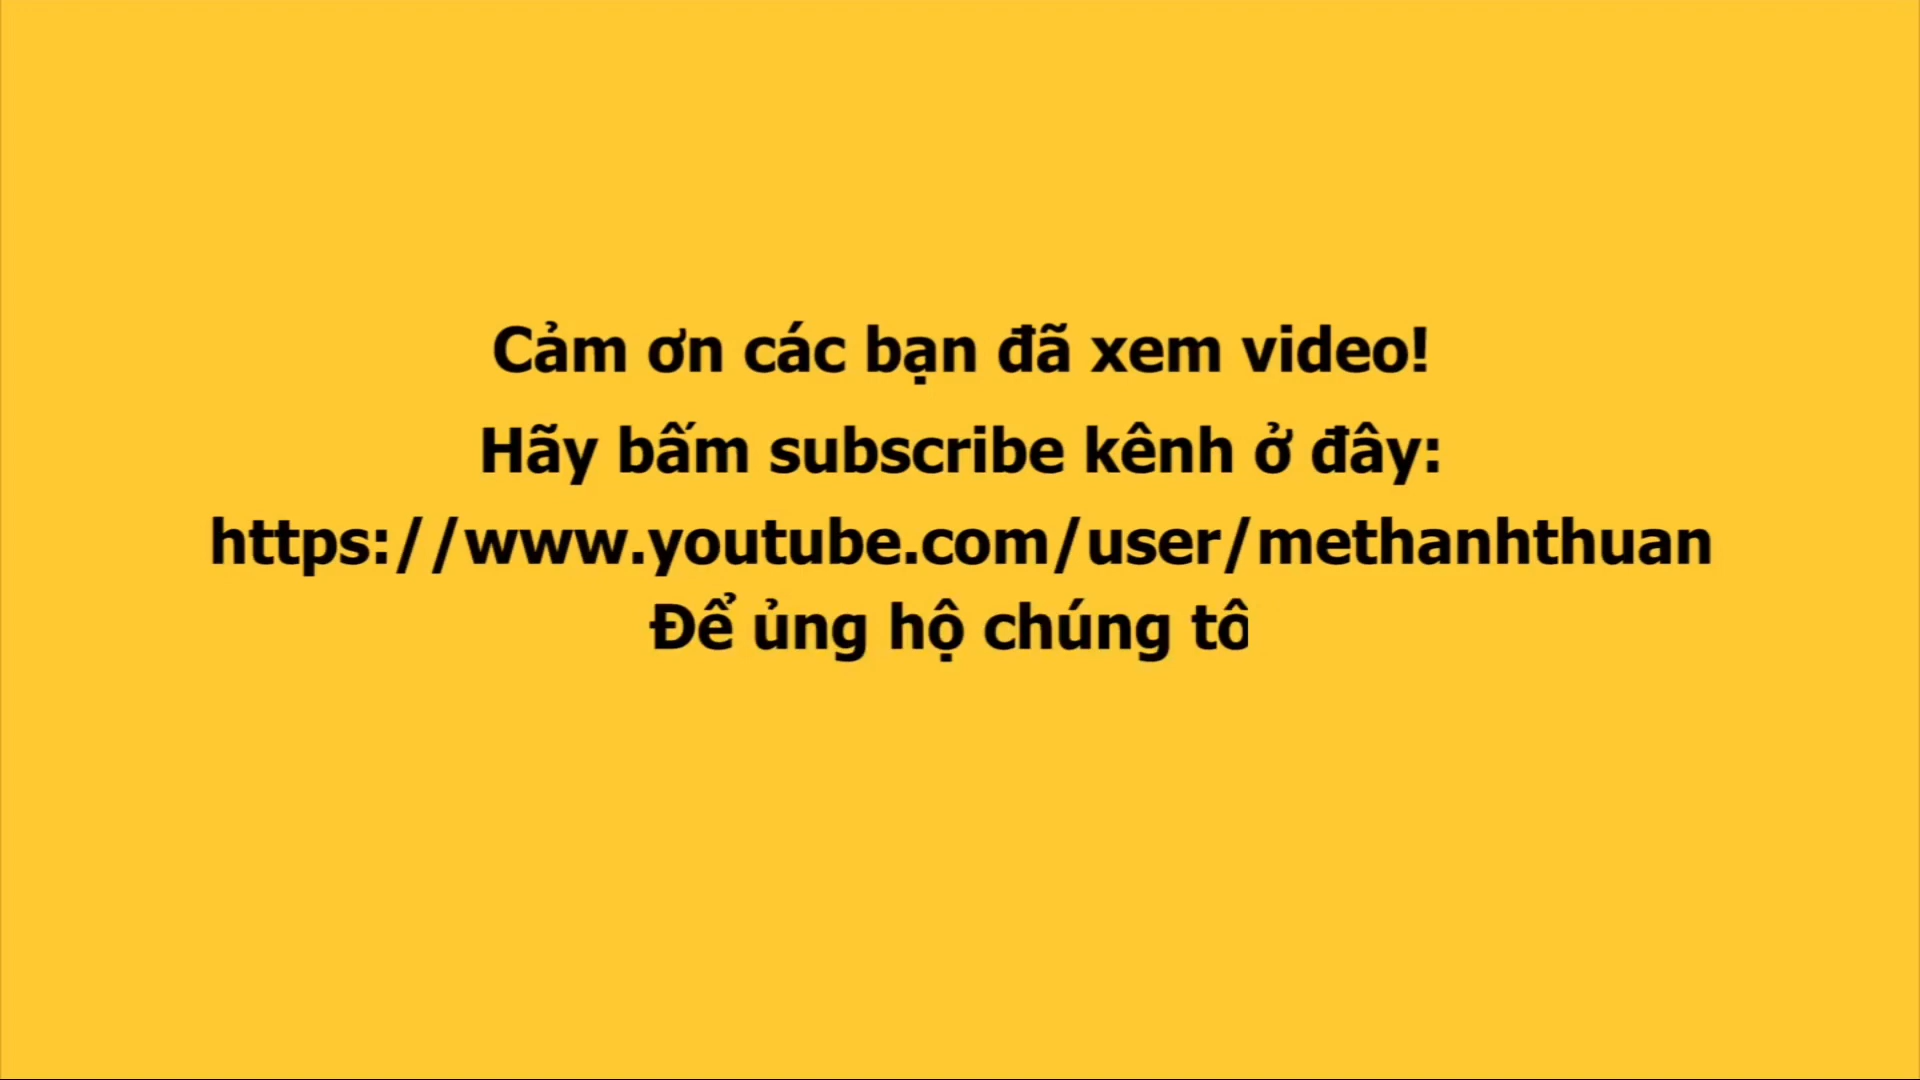 Cảm ơn các bạn đã xem video!
Hãy bấm subscribe kênh ở đây:
https://www.youtube.com/user/methanhthuan
Để ủng hộ chúng tô